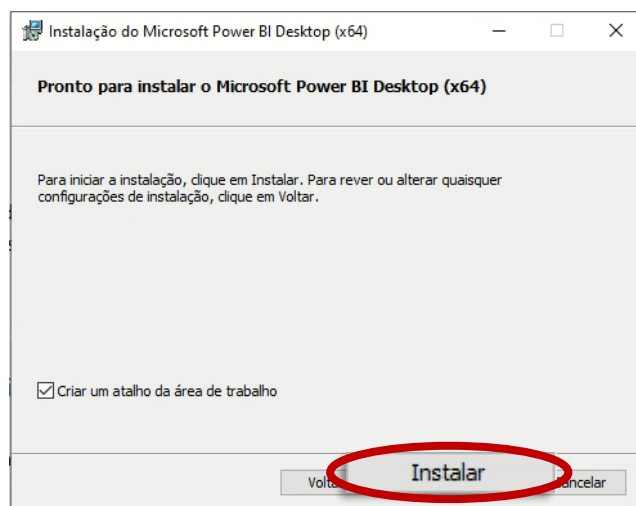 Instalação do Microsoft Power BI Desktop (x64)
Pronto para instalar o Microsoft Power BI Desktop (x64)
Para iniciar a instalação, clique em Instalar. Para rever ou alterar quaisquer
configurações de instalação, clique em Voltar.
Criar um atalho da área de trabalho
Instalar